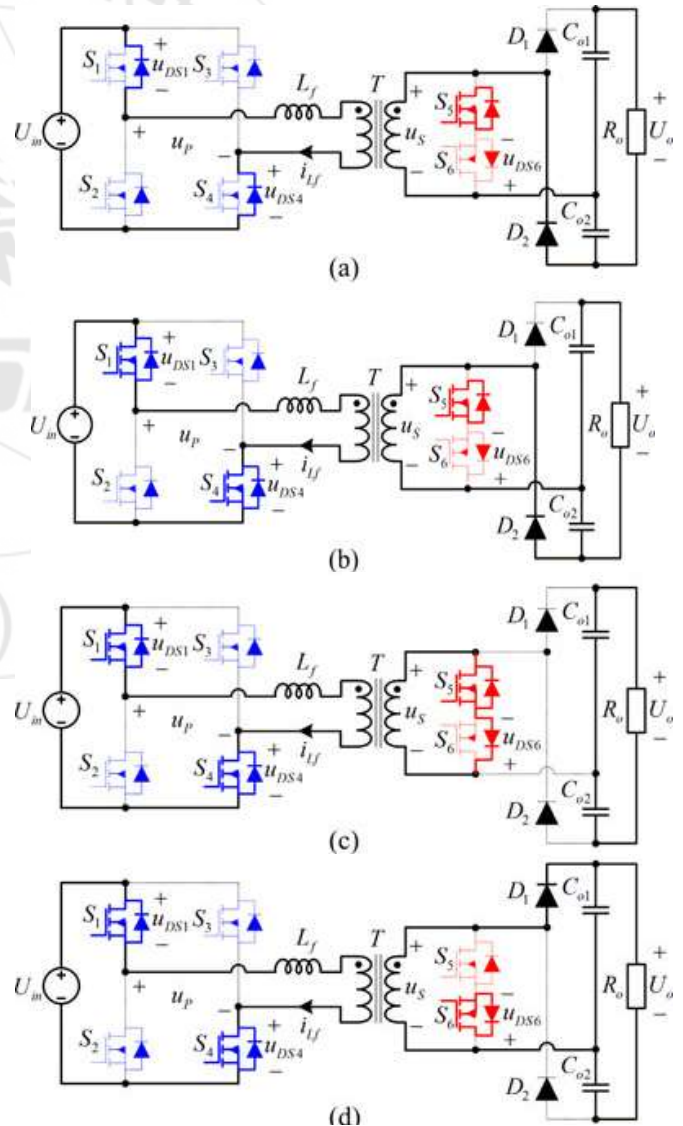 S1 + uDS1 − S3 Lf T D1 Co1
Uin + uP − + uS − S5 − S6 uDS6 + Ro + Uo −
S2 S4 + uDS4 − iLf D2 Co2
(a)
S1 + uDS1 − S3 Lf T D1 Co1
Uin + uP − + uS − S5 − S6 uDS6 + Ro + Uo −
S2 S4 + uDS4 − iLf D2 Co2
(b)
S1 + uDS1 − S3 Lf T D1 Co1
Uin + uP − + uS − S5 − S6 uDS6 + Ro + Uo −
S2 S4 + uDS4 − iLf D2 Co2
(c)
S1 + uDS1 − S3 Lf T D1 Co1
Uin + uP − + uS − S5 − S6 uDS6 + Ro + Uo −
S2 S4 + uDS4 − iLf D2 Co2
(d)